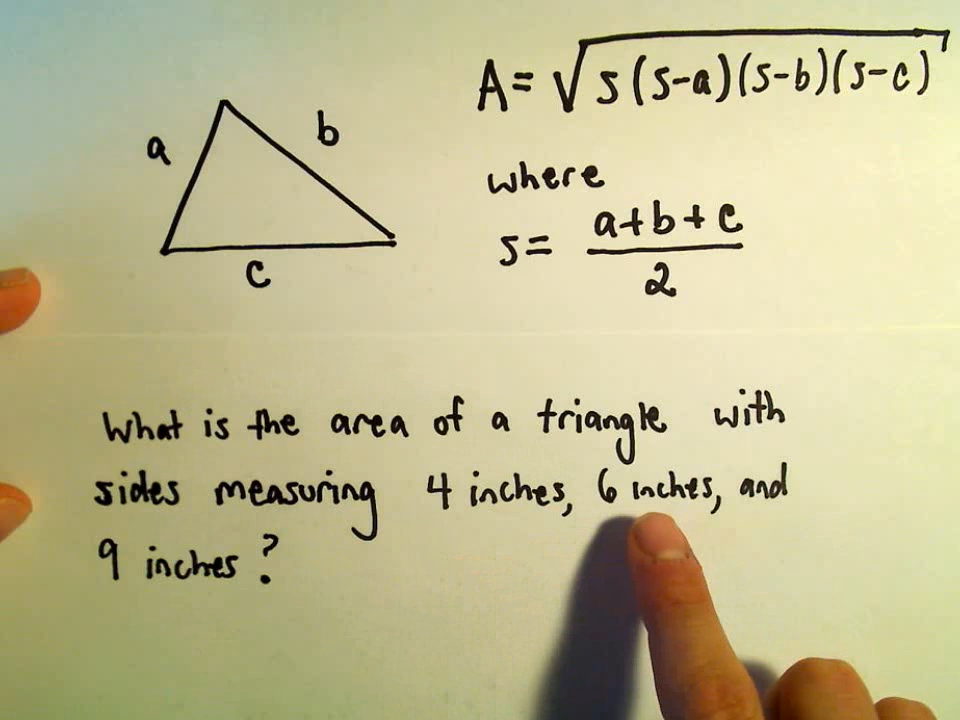 A = √s(s-a)(s-b)(s-c)
a
b
c
where
s = a+b+c
2
What is the area of a triangle with
sides measuring 4 inches, 6 inches, and
9 inches ?